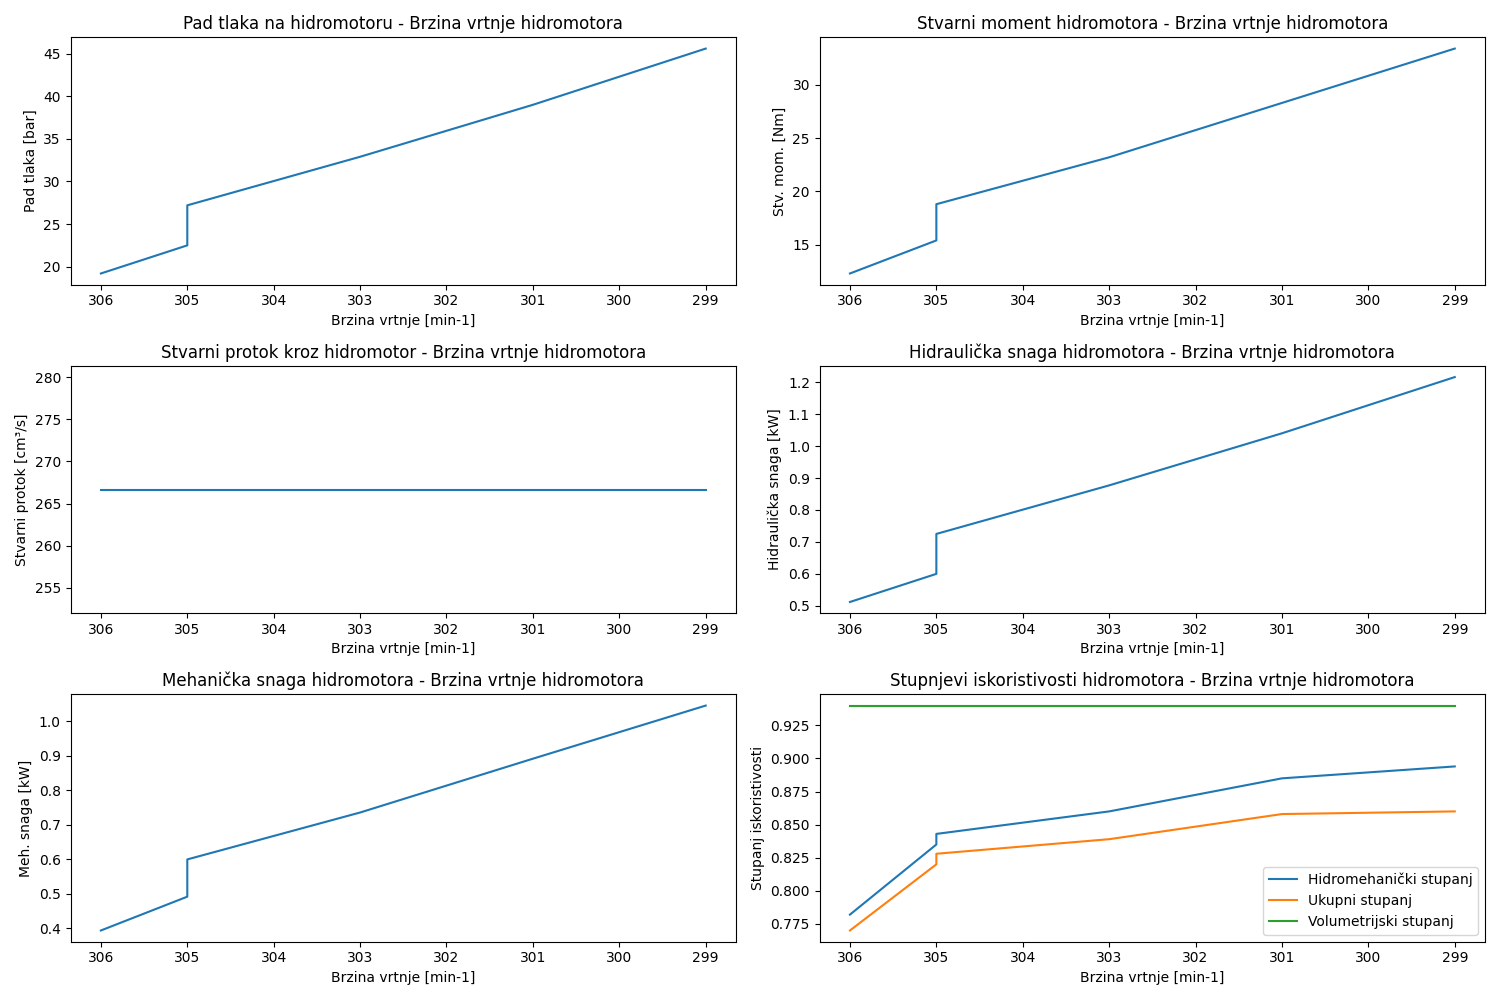 Pad tlaka na hidromotoru - Brzina vrtnje hidromotora
Pad tlaka [bar]
45
40
35
30
25
20
306 305 304 303 302 301 300 299
Brzina vrtnje [min-1]
Stvarni moment hidromotora - Brzina vrtnje hidromotora
Stv. mom. [Nm]
30
25
20
15
306 305 304 303 302 301 300 299
Brzina vrtnje [min-1]
Stvarni protok kroz hidromotor - Brzina vrtnje hidromotora
Stvarni protok [cm³/s]
280
275
270
265
260
255
306 305 304 303 302 301 300 299
Brzina vrtnje [min-1]
Hidraulička snaga hidromotora - Brzina vrtnje hidromotora
Hidraulička snaga [kW]
1.2
1.1
1.0
0.9
0.8
0.7
0.6
0.5
306 305 304 303 302 301 300 299
Brzina vrtnje [min-1]
Mehanička snaga hidromotora - Brzina vrtnje hidromotora
Meh. snaga [kW]
1.0
0.9
0.8
0.7
0.6
0.5
0.4
306 305 304 303 302 301 300 299
Brzina vrtnje [min-1]
Stupnjevi iskoristivosti hidromotora - Brzina vrtnje hidromotora
Stupanj iskoristivosti
0.925
0.900
0.875
0.850
0.825
0.800
0.775
Hidromehanički stupanj
Ukupni stupanj
Volumetrijski stupanj
306 305 304 303 302 301 300 299
Brzina vrtnje [min-1]